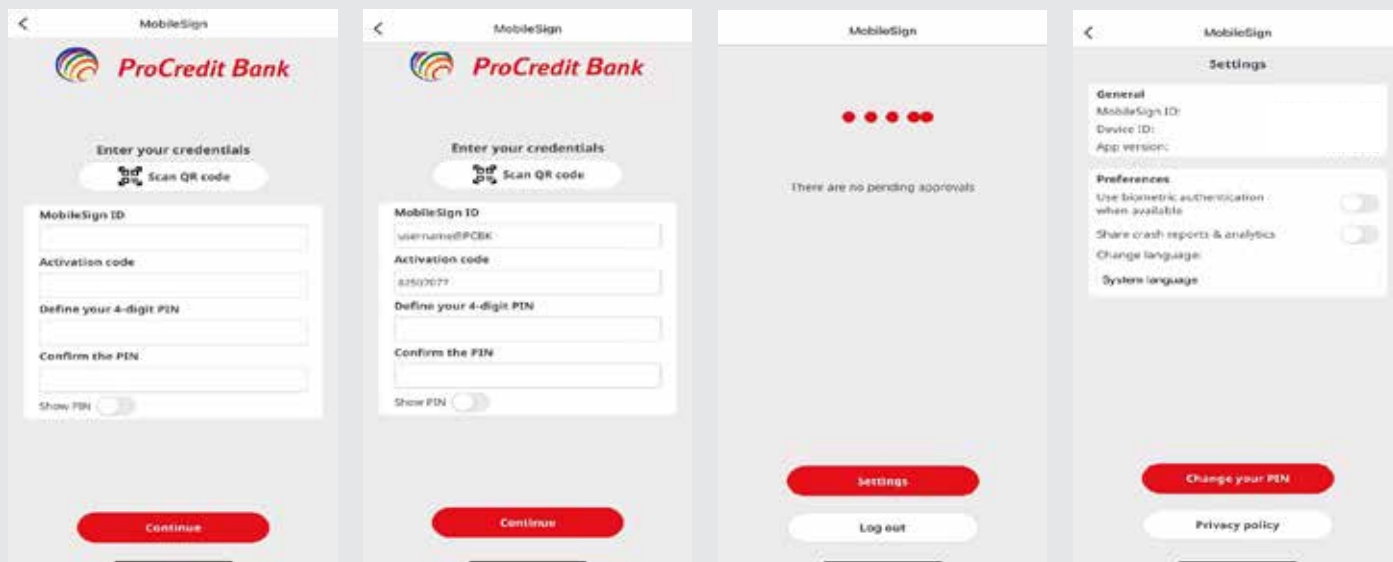 MobileSign
ProCredit Bank
Enter your credentials
Scan QR code
MobileSign ID
Activation code
Define your 4-digit PIN
Confirm the PIN
Show PIN
Continue
MobileSign
ProCredit Bank
Enter your credentials
Scan QR code
MobileSign ID
username@PCBK
Activation code
Define your 4-digit PIN
Confirm the PIN
Show PIN
Continue
MobileSign
There are no pending approvals
Settings
Log out
MobileSign
Settings
General
MobileSign ID:
Device ID:
App version:
Preferences
Use biometric authentication
when available
Share crash reports & analytics
Change language:
System language
Change your PIN
Privacy policy